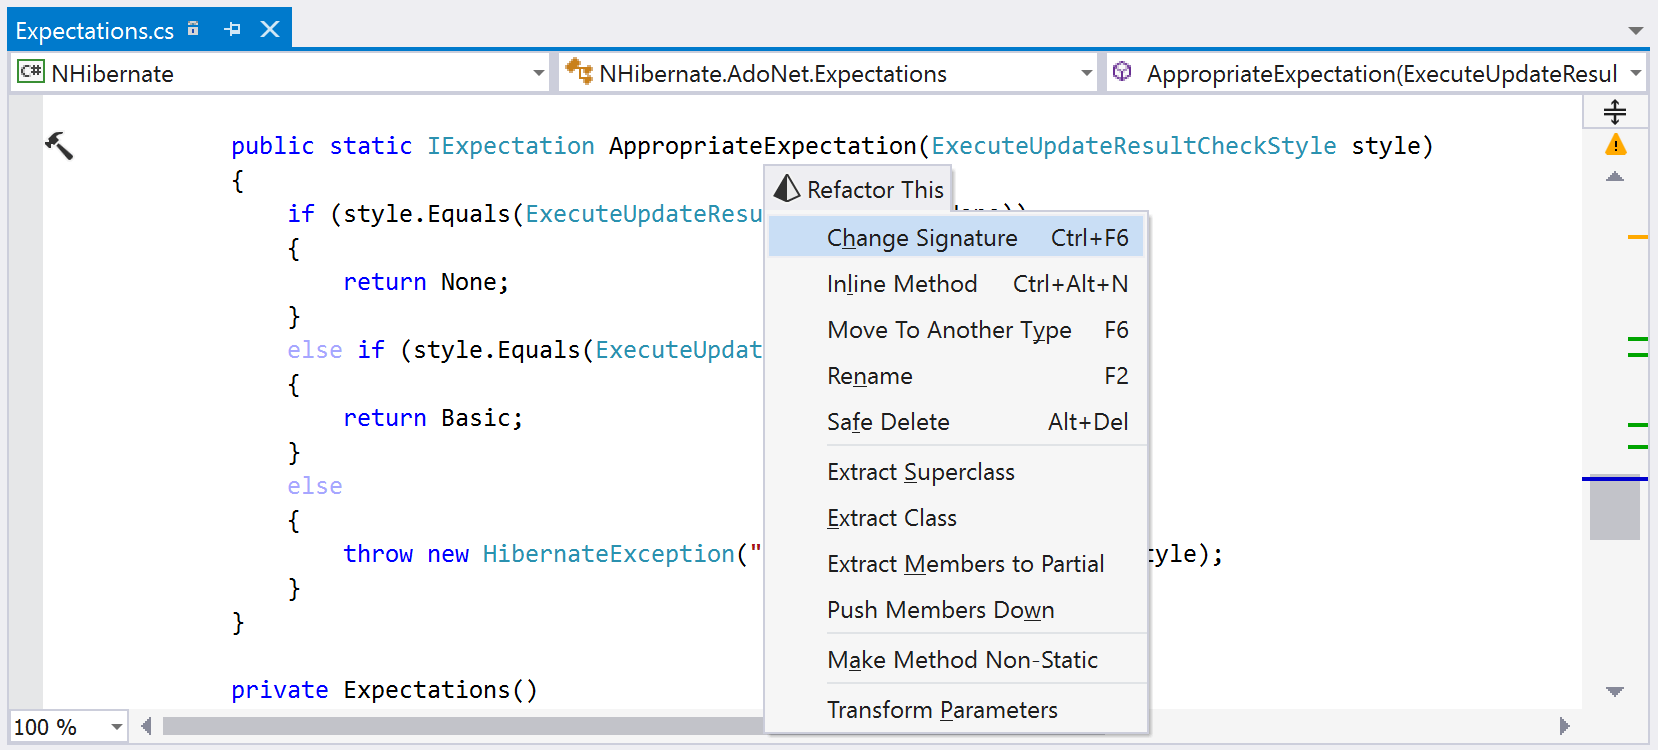 Expectations.cs
C# NHibernate NHibernate.AdoNet.Expectations AppropriateExpectation(ExecuteUpdateResul
public static IExpectation AppropriateExpectation(ExecuteUpdateResultCheckStyle style)
{
Refactor This
if (style.Equals(ExecuteUpdateResu
Change Signature Ctrl+F6
{
return None;
Inline Method Ctrl+Alt+N
}
Move To Another Type F6
else if (style.Equals(ExecuteUpdat
Rename F2
{
return Basic;
Safe Delete Alt+Del
}
Extract Superclass
else
Extract Class
{
throw new HibernateException(" tyle);
Extract Members to Partial
}
Push Members Down
}
Make Method Non-Static
private Expectations()
Transform Parameters
100 %